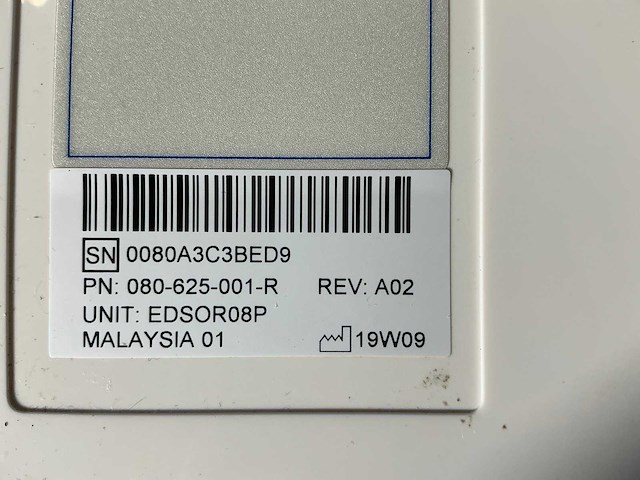 SN 0080A3C3BED9
PN: 080-625-001-R REV: A02
UNIT: EDSOR08P
MALAYSIA 01 19W09